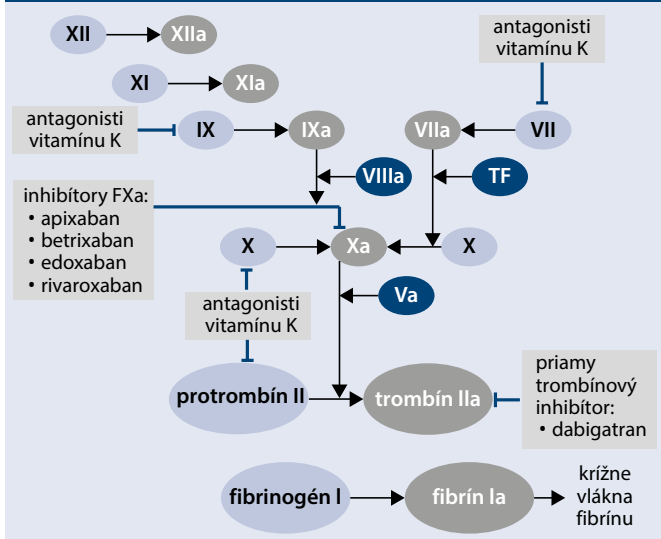 XII
XIIa
antagonisti
vitamínu K
XI
XIa
antagonisti
vitamínu K
IX
IXa
VIIa
VII
VIIIa
TF
inhibítory FXa:
• apixaban
• betrixaban
• edoxaban
• rivaroxaban
X
Xa
X
antagonisti
vitamínu K
Va
protrombín II
trombín IIa
priamy
trombínový
inhibítor:
• dabigatran
fibrinogén I
fibrín Ia
krížne
vlákna
fibrínu